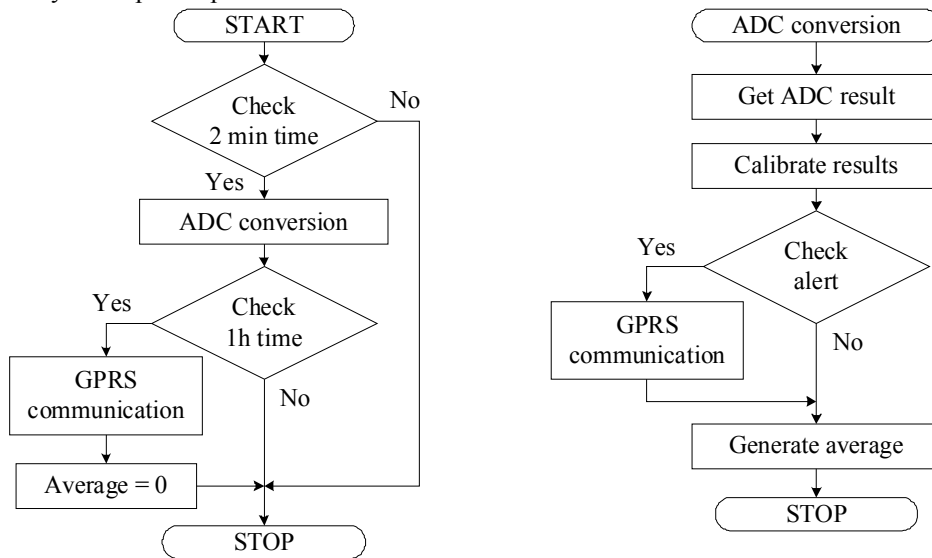 START
Check
2 min time
No
Yes
ADC conversion
Check
1h time
Yes
No
GPRS
communication
Average = 0
STOP
ADC conversion
Get ADC result
Calibrate results
Check
alert
Yes
No
GPRS
communication
Generate average
STOP